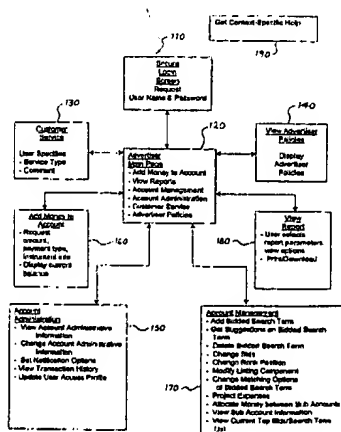 110
Get Context-Specific Help
190
Secure
Login
Screen
Request
User Name & Password
130
Customer
Service
User Specifies
- Service Type
- Comment
120
Advertiser
Main Page
- Add Money to Account
- View Reports
- Account Management
- Account Administration
- Customer Service
- Advertiser Policies
140
View Advertiser
Policies
Display
Advertiser
Policies
Add Money to
Account
- Request
amount,
payment type,
instrument
- Display current
balance
160
View
Report
- User selects
report parameters
view options
- Print/Download
180
Account
Administration
- View Account Administrative
Information
- Change Account Administrative
Information
- Set Notification Options
- View Transaction History
- Update User Access Profile
150
Account Management
- Add Bidded Search Term
- Get Suggestions on Bidded Search
Term
- Delete Bidded Search Term
- Change Bids
- Change Rank Position
- Modify Listing Component
- Change Matching Options
of Bidded Search Term
- Project Expenses
- Allocate Money between Sub Accounts
- View Sub Account Information
- View Current Top Bids/Search Term
170